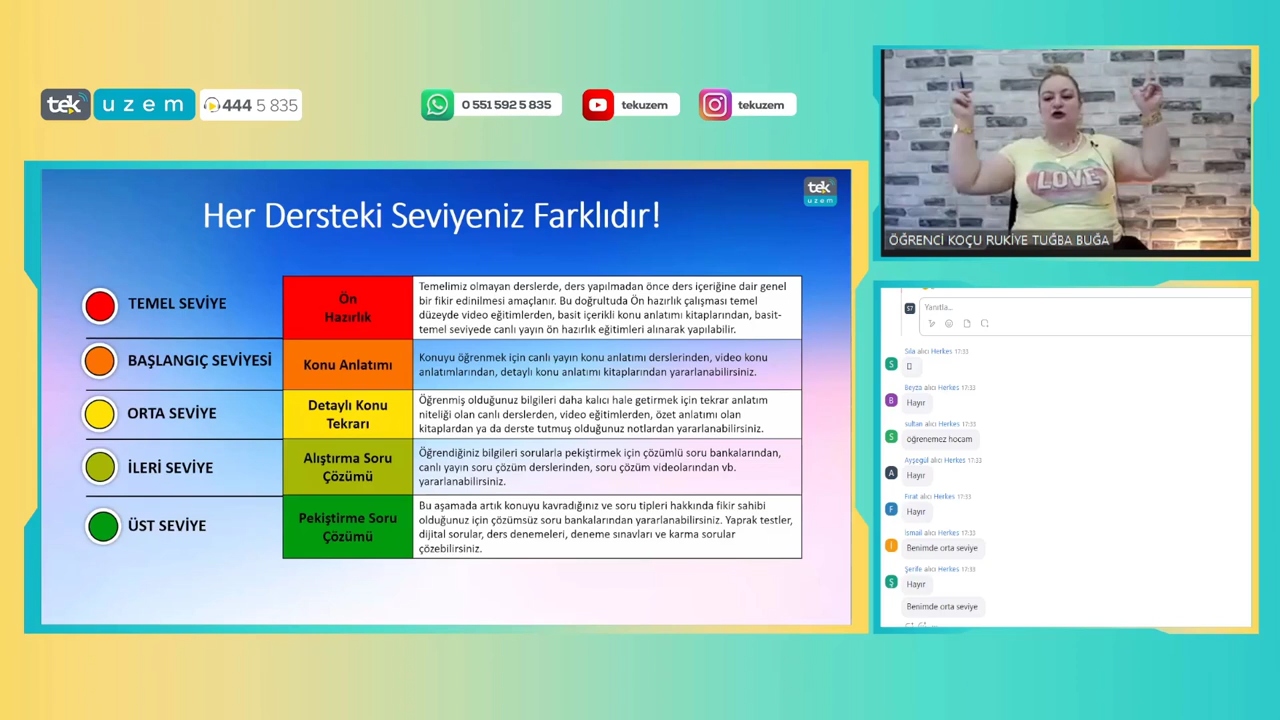 tek uzem 444 5 835
0 551 592 5 835
tekuzem
tekuzem
ÖĞRENCİ KOÇU RUKİYE TUĞBA BUĞA
LOVE
tek
uzem
Her Dersteki Seviyeniz Farklıdır!
TEMEL SEVİYE
Ön
Hazırlık
Temelimiz olmayan derslerde, ders yapılmadan önce ders içeriğine dair genel
bir fikir edinilmesi amaçlanır. Bu doğrultuda Ön hazırlık çalışması temel
düzeyde video eğitimlerden, basit içerikli konu anlatımı kitaplarından, basit-
temel seviyede canlı yayın ön hazırlık eğitimleri alınarak yapılabilir.
BAŞLANGIÇ SEVİYESİ
Konu Anlatımı
Konuyu öğrenmek için canlı yayın konu anlatımı derslerinden, video konu
anlatımlarından, detaylı konu anlatımı kitaplarından yararlanabilirsiniz.
ORTA SEVİYE
Detaylı Konu
Tekrarı
Öğrenmiş olduğunuz bilgileri daha kalıcı hale getirmek için tekrar anlatım
niteliği olan canlı derslerden, video eğitimlerden, özet anlatımı olan
kitaplardan ya da derste tutmuş olduğunuz notlardan yararlanabilirsiniz.
İLERİ SEVİYE
Alıştırma Soru
Çözümü
Öğrendiğiniz bilgileri sorularla pekiştirmek için çözümlü soru bankalarından,
canlı yayın soru çözüm derslerinden, soru çözüm videolarından vb.
yararlanabilirsiniz.
ÜST SEVİYE
Pekiştirme Soru
Çözümü
Bu aşamada artık konuyu kavradığınız ve soru tipleri hakkında fikir sahibi
olduğunuz için çözümsüz soru bankalarından yararlanabilirsiniz. Yaprak testler,
dijital sorular, ders denemeleri, deneme sınavları ve karma sorular
çözebilirsiniz.
Yanıtla...
Sıla alıcı Herkes 17:33
S
Beyza alıcı Herkes 17:33
B
Hayır
sultan alıcı Herkes 17:33
S
öğrenemez hocam
Ayşegül alıcı Herkes 17:33
A
Hayır
Fırat alıcı Herkes 17:33
F
Hayır
İsmail alıcı Herkes 17:33
İ
Benimde orta seviye
Şerife alıcı Herkes 17:33
Ş
Hayır
Benimde orta seviye